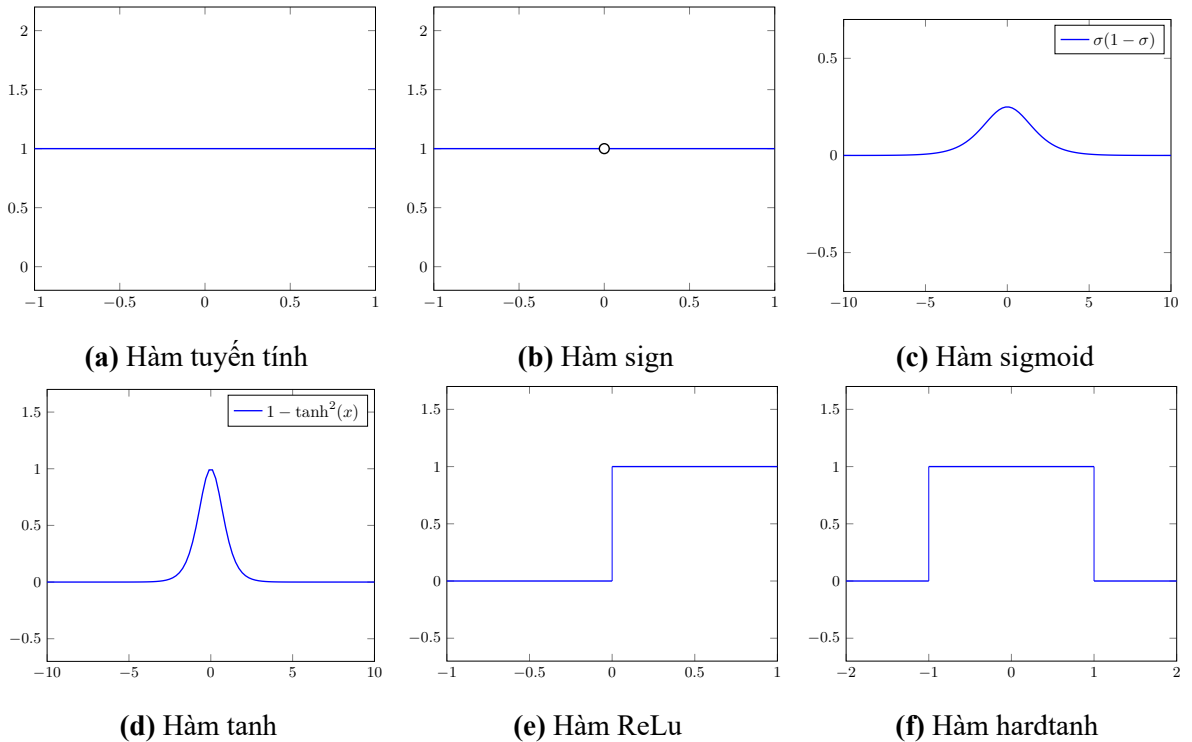 2
1.5
1
0.5
0
−1 −0.5 0 0.5 1
(a) Hàm tuyến tính
2
1.5
1
0.5
0
−1 −0.5 0 0.5 1
(b) Hàm sign
σ(1 − σ)
0.5
0
−0.5
−10 −5 0 5 10
(c) Hàm sigmoid
1 − tanh²(x)
1.5
1
0.5
0
−0.5
−10 −5 0 5 10
(d) Hàm tanh
1.5
1
0.5
0
−0.5
−1 −0.5 0 0.5 1
(e) Hàm ReLu
1.5
1
0.5
0
−0.5
−2 −1 0 1 2
(f) Hàm hardtanh